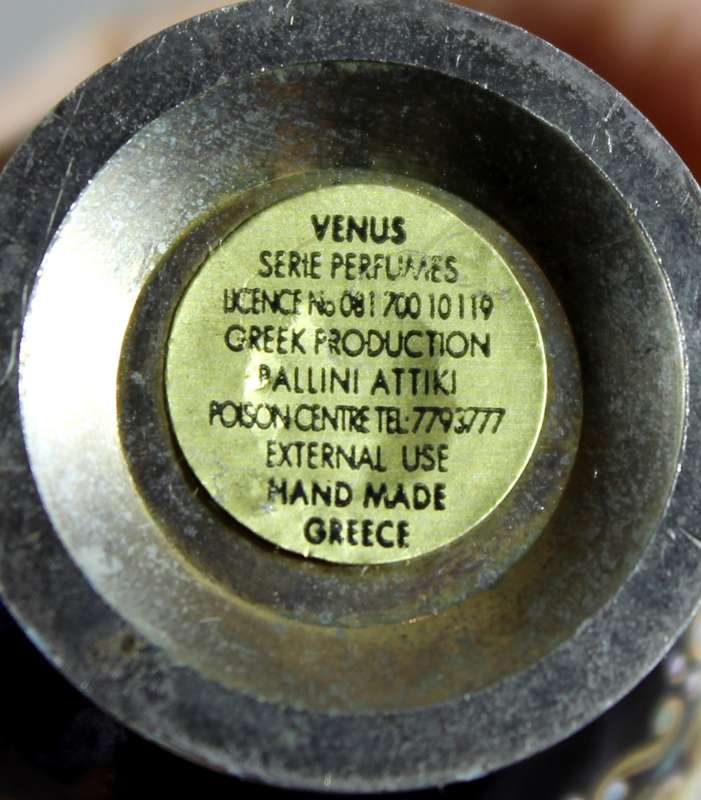 VENUS
SERIE PERFUMES
LICENCE No 081 700 10 119
GREEK PRODUCTION
PALLINI ATTIKI
POISON CENTRE TEL: 7793777
EXTERNAL USE
HAND MADE
GREECE